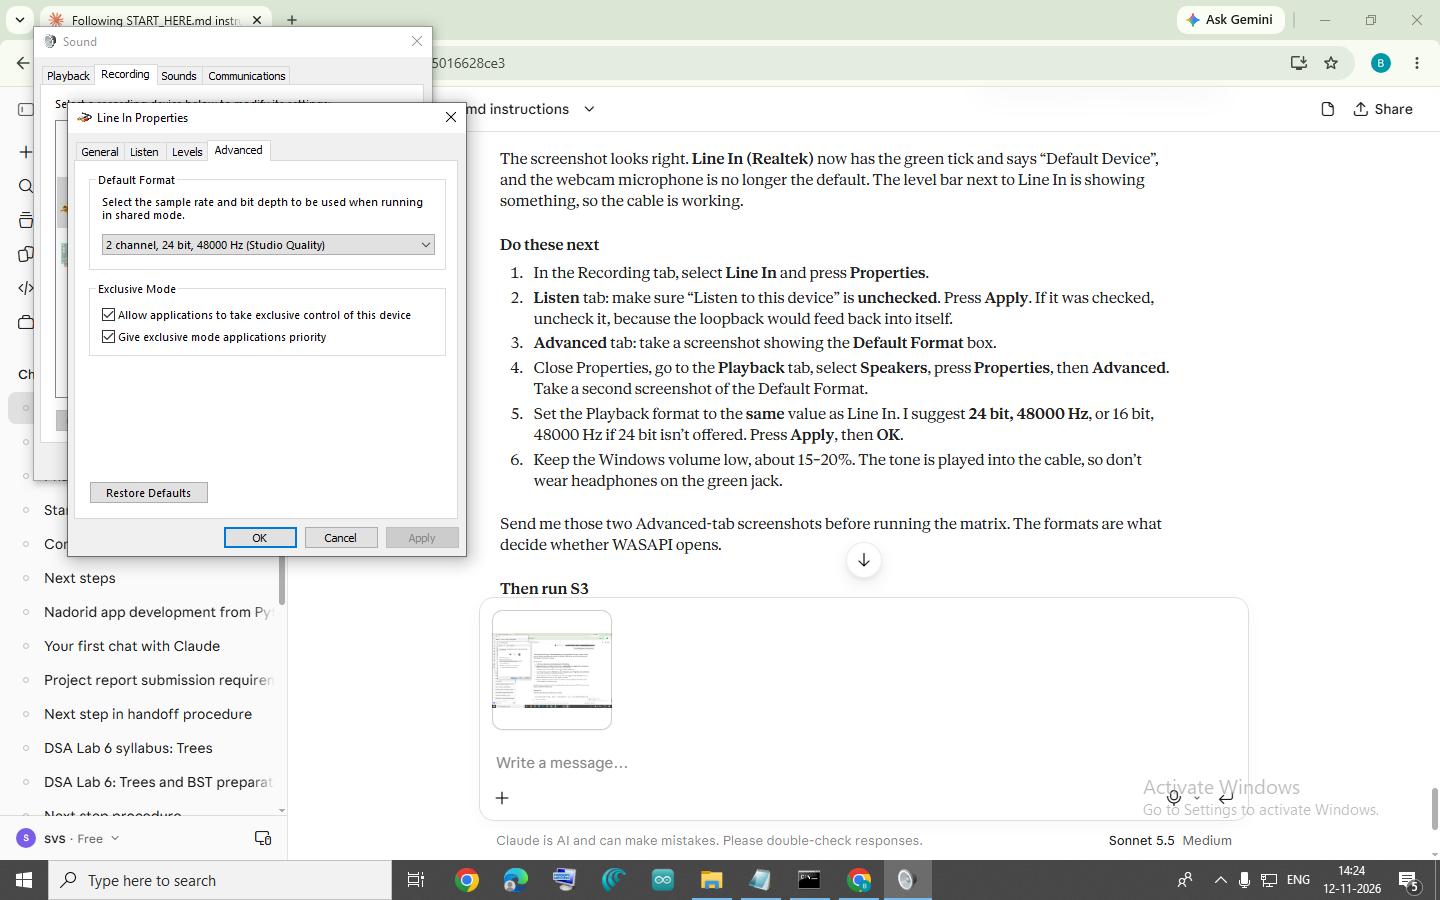 Following START_HERE.md instr
Ask Gemini
Sound
5016628ce3
B
Playback
Recording
Sounds
Communications
md instructions
Share
Line In Properties
General
Listen
Levels
Advanced
Default Format
Select the sample rate and bit depth to be used when running
in shared mode.
2 channel, 24 bit, 48000 Hz (Studio Quality)
Exclusive Mode
Allow applications to take exclusive control of this device
Give exclusive mode applications priority
Restore Defaults
OK
Cancel
Apply
The screenshot looks right. Line In (Realtek) now has the green tick and says “Default Device”,
and the webcam microphone is no longer the default. The level bar next to Line In is showing
something, so the cable is working.
Do these next
1. In the Recording tab, select Line In and press Properties.
2. Listen tab: make sure “Listen to this device” is unchecked. Press Apply. If it was checked,
uncheck it, because the loopback would feed back into itself.
3. Advanced tab: take a screenshot showing the Default Format box.
4. Close Properties, go to the Playback tab, select Speakers, press Properties, then Advanced.
Take a second screenshot of the Default Format.
5. Set the Playback format to the same value as Line In. I suggest 24 bit, 48000 Hz, or 16 bit,
48000 Hz if 24 bit isn’t offered. Press Apply, then OK.
6. Keep the Windows volume low, about 15–20%. The tone is played into the cable, so don’t
wear headphones on the green jack.
Send me those two Advanced-tab screenshots before running the matrix. The formats are what
decide whether WASAPI opens.
Then run S3
Ch
Star
Con
Next steps
Nadorid app development from Py
Your first chat with Claude
Project report submission requiren
Next step in handoff procedure
DSA Lab 6 syllabus: Trees
DSA Lab 6: Trees and BST preparat
Next step procedure
S
svs · Free
Write a message…
Claude is AI and can make mistakes. Please double-check responses.
Sonnet 5.5 Medium
Activate Windows
Go to Settings to activate Windows.
Type here to search
ENG
14:24
12-11-2026
5